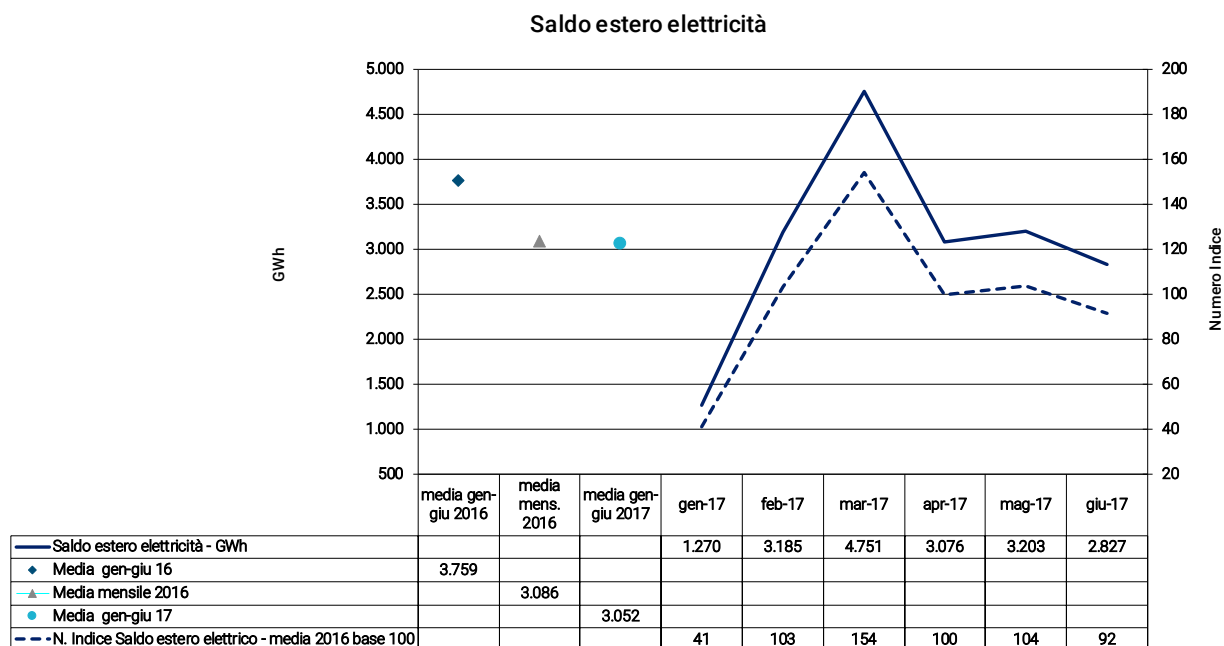 Saldo estero elettricità
5.000
4.500
4.000
3.500
3.000
2.500
2.000
1.500
1.000
500
GWh
200
180
160
140
120
100
80
60
40
20
Numero Indice
media gen-
giu 2016
media
mens.
2016
media gen-
giu 2017
gen-17
feb-17
mar-17
apr-17
mag-17
giu-17
Saldo estero elettricità - GWh 1.270 3.185 4.751 3.076 3.203 2.827
Media gen-giu 16 3.759
Media mensile 2016 3.086
Media gen-giu 17 3.052
N. Indice Saldo estero elettrico - media 2016 base 100 41 103 154 100 104 92